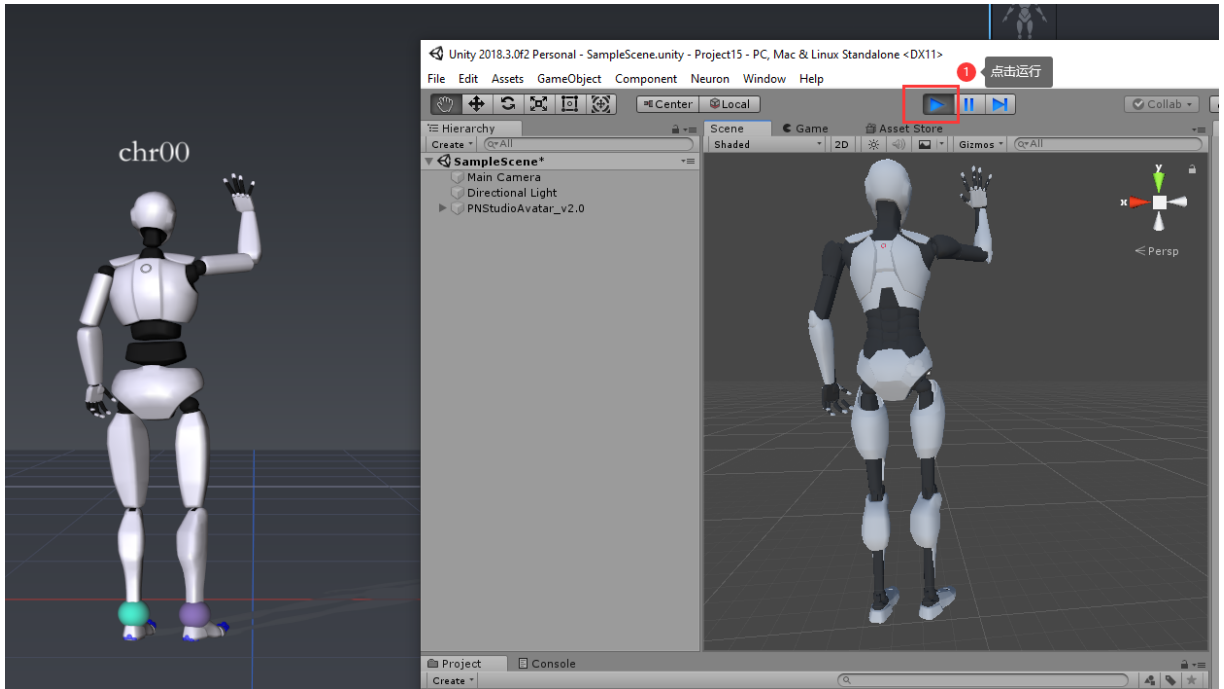 chr00
Unity 2018.3.0f2 Personal - SampleScene.unity - Project15 - PC, Mac & Linux Standalone <DX11>
File Edit Assets GameObject Component Neuron Window Help
1 点击运行
Center Local Collab
Hierarchy
Create All
SampleScene*
Main Camera
Directional Light
PNStudioAvatar_v2.0
Scene Game Asset Store
Shaded 2D Gizmos All
y
x
Persp
Project Console
Create